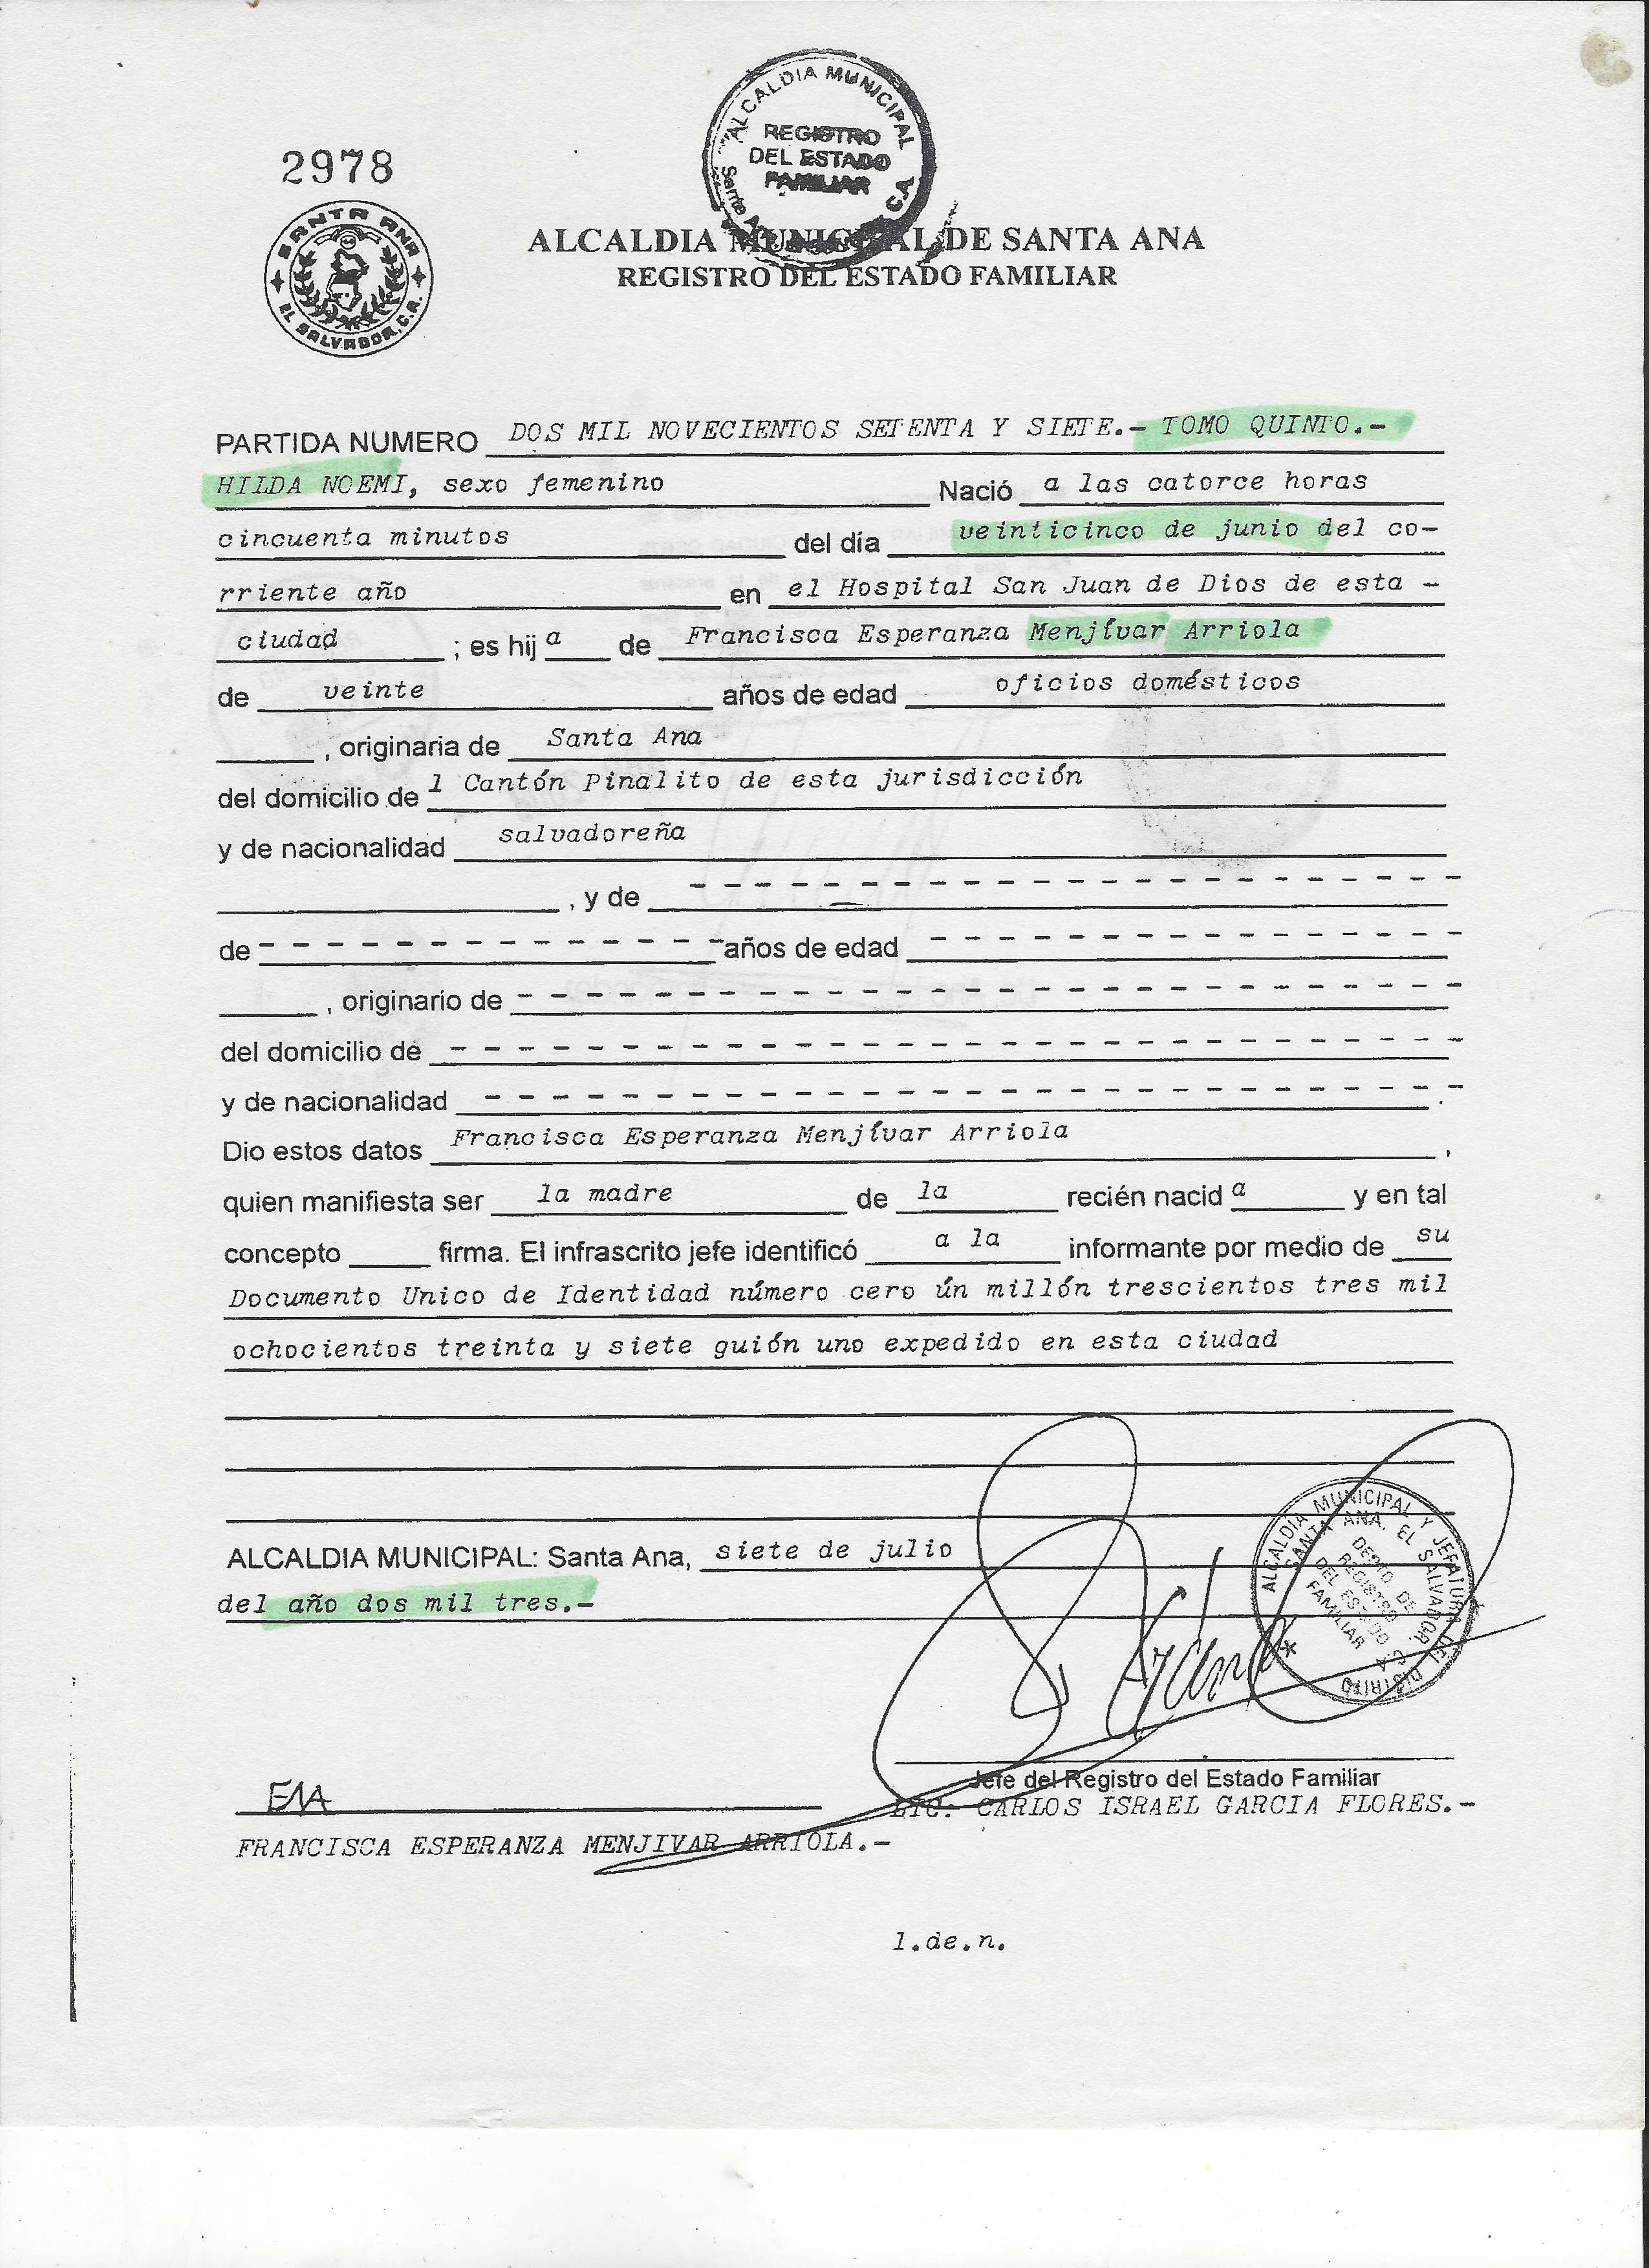 ALCALDIA MUNICIPAL
REGISTRO
DEL ESTADO
FAMILIAR
Santa
C.A.
2978
SANTA ANA
EL SALVADOR, C.A.
ALCALDIA MUNICIPAL DE SANTA ANA
REGISTRO DEL ESTADO FAMILIAR
PARTIDA NUMERO DOS MIL NOVECIENTOS SETENTA Y SIETE.- TOMO QUINTO.-
HILDA NOEMI, sexo femenino Nació a las catorce horas
cincuenta minutos del día veinticinco de junio del co-
rriente año en el Hospital San Juan de Dios de esta -
ciudad ; es hij a de Francisca Esperanza Menjívar Arriola
de veinte años de edad oficios domésticos
, originaria de Santa Ana
del domicilio de l Cantón Pinalito de esta jurisdicción
y de nacionalidad salvadoreña
, y de - - - - - - - - - - - - - - - - - - - - - - -
de - - - - - - - - - - - - - - años de edad - - - - - - - - - - - - - - - -
, originario de - - - - - - - - - - - - - - - - - - - - - - - - - - - -
del domicilio de - - - - - - - - - - - - - - - - - - - - - - - - - - - - - -
y de nacionalidad - - - - - - - - - - - - - - - - - - - - - - - - - - - - -
Dio estos datos Francisca Esperanza Menjívar Arriola ,
quien manifiesta ser la madre de la recién nacid a y en tal
concepto firma. El infrascrito jefe identificó a la informante por medio de su
Documento Unico de Identidad número cero ún millón trescientos tres mil
ochocientos treinta y siete guión uno expedido en esta ciudad
ALCALDIA MUNICIPAL: Santa Ana, siete de julio
del año dos mil tres.-
ALCALDIA MUNICIPAL Y JEFATURA DEL DISTRITO
SANTA ANA, EL SALVADOR, C.A.
DEPTO. DE
REGISTRO
DEL ESTADO
FAMILIAR
Jefe del Registro del Estado Familiar
LIC. CARLOS ISRAEL GARCIA FLORES.-
FRANCISCA ESPERANZA MENJIVAR ARRIOLA.-
l.de.n.